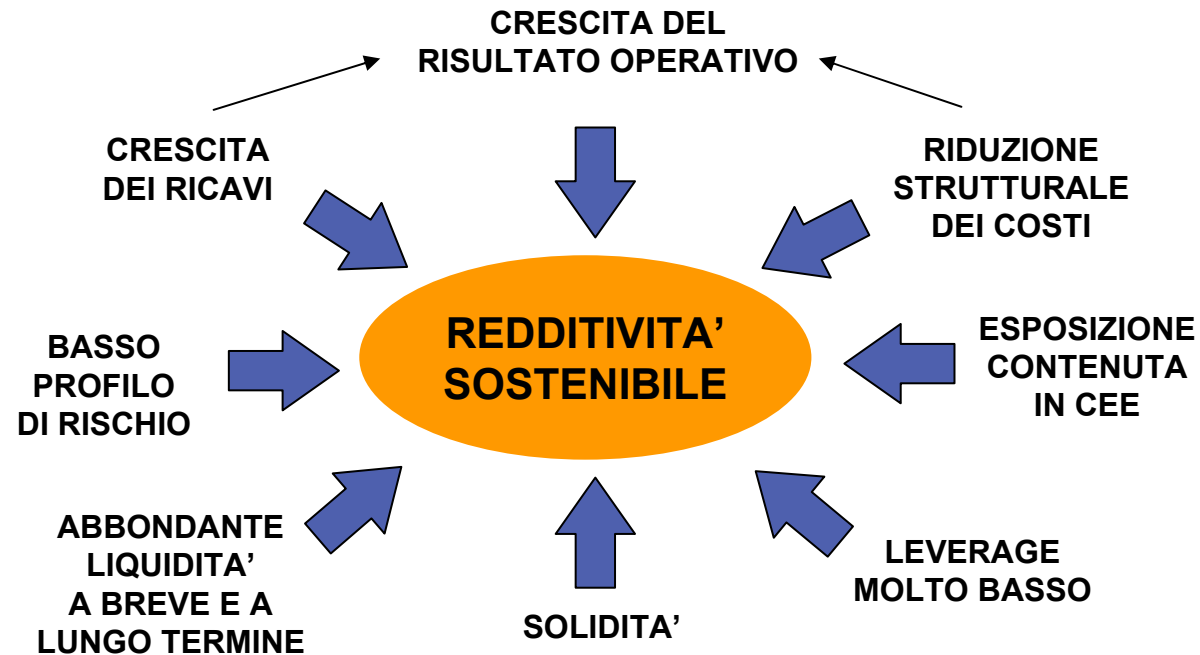 CRESCITA DEL
RISULTATO OPERATIVO
CRESCITA
DEI RICAVI
RIDUZIONE
STRUTTURALE
DEI COSTI
REDDITIVITA’
SOSTENIBILE
BASSO
PROFILO
DI RISCHIO
ESPOSIZIONE
CONTENUTA
IN CEE
ABBONDANTE
LIQUIDITA’
A BREVE E A
LUNGO TERMINE
SOLIDITA’
LEVERAGE
MOLTO BASSO